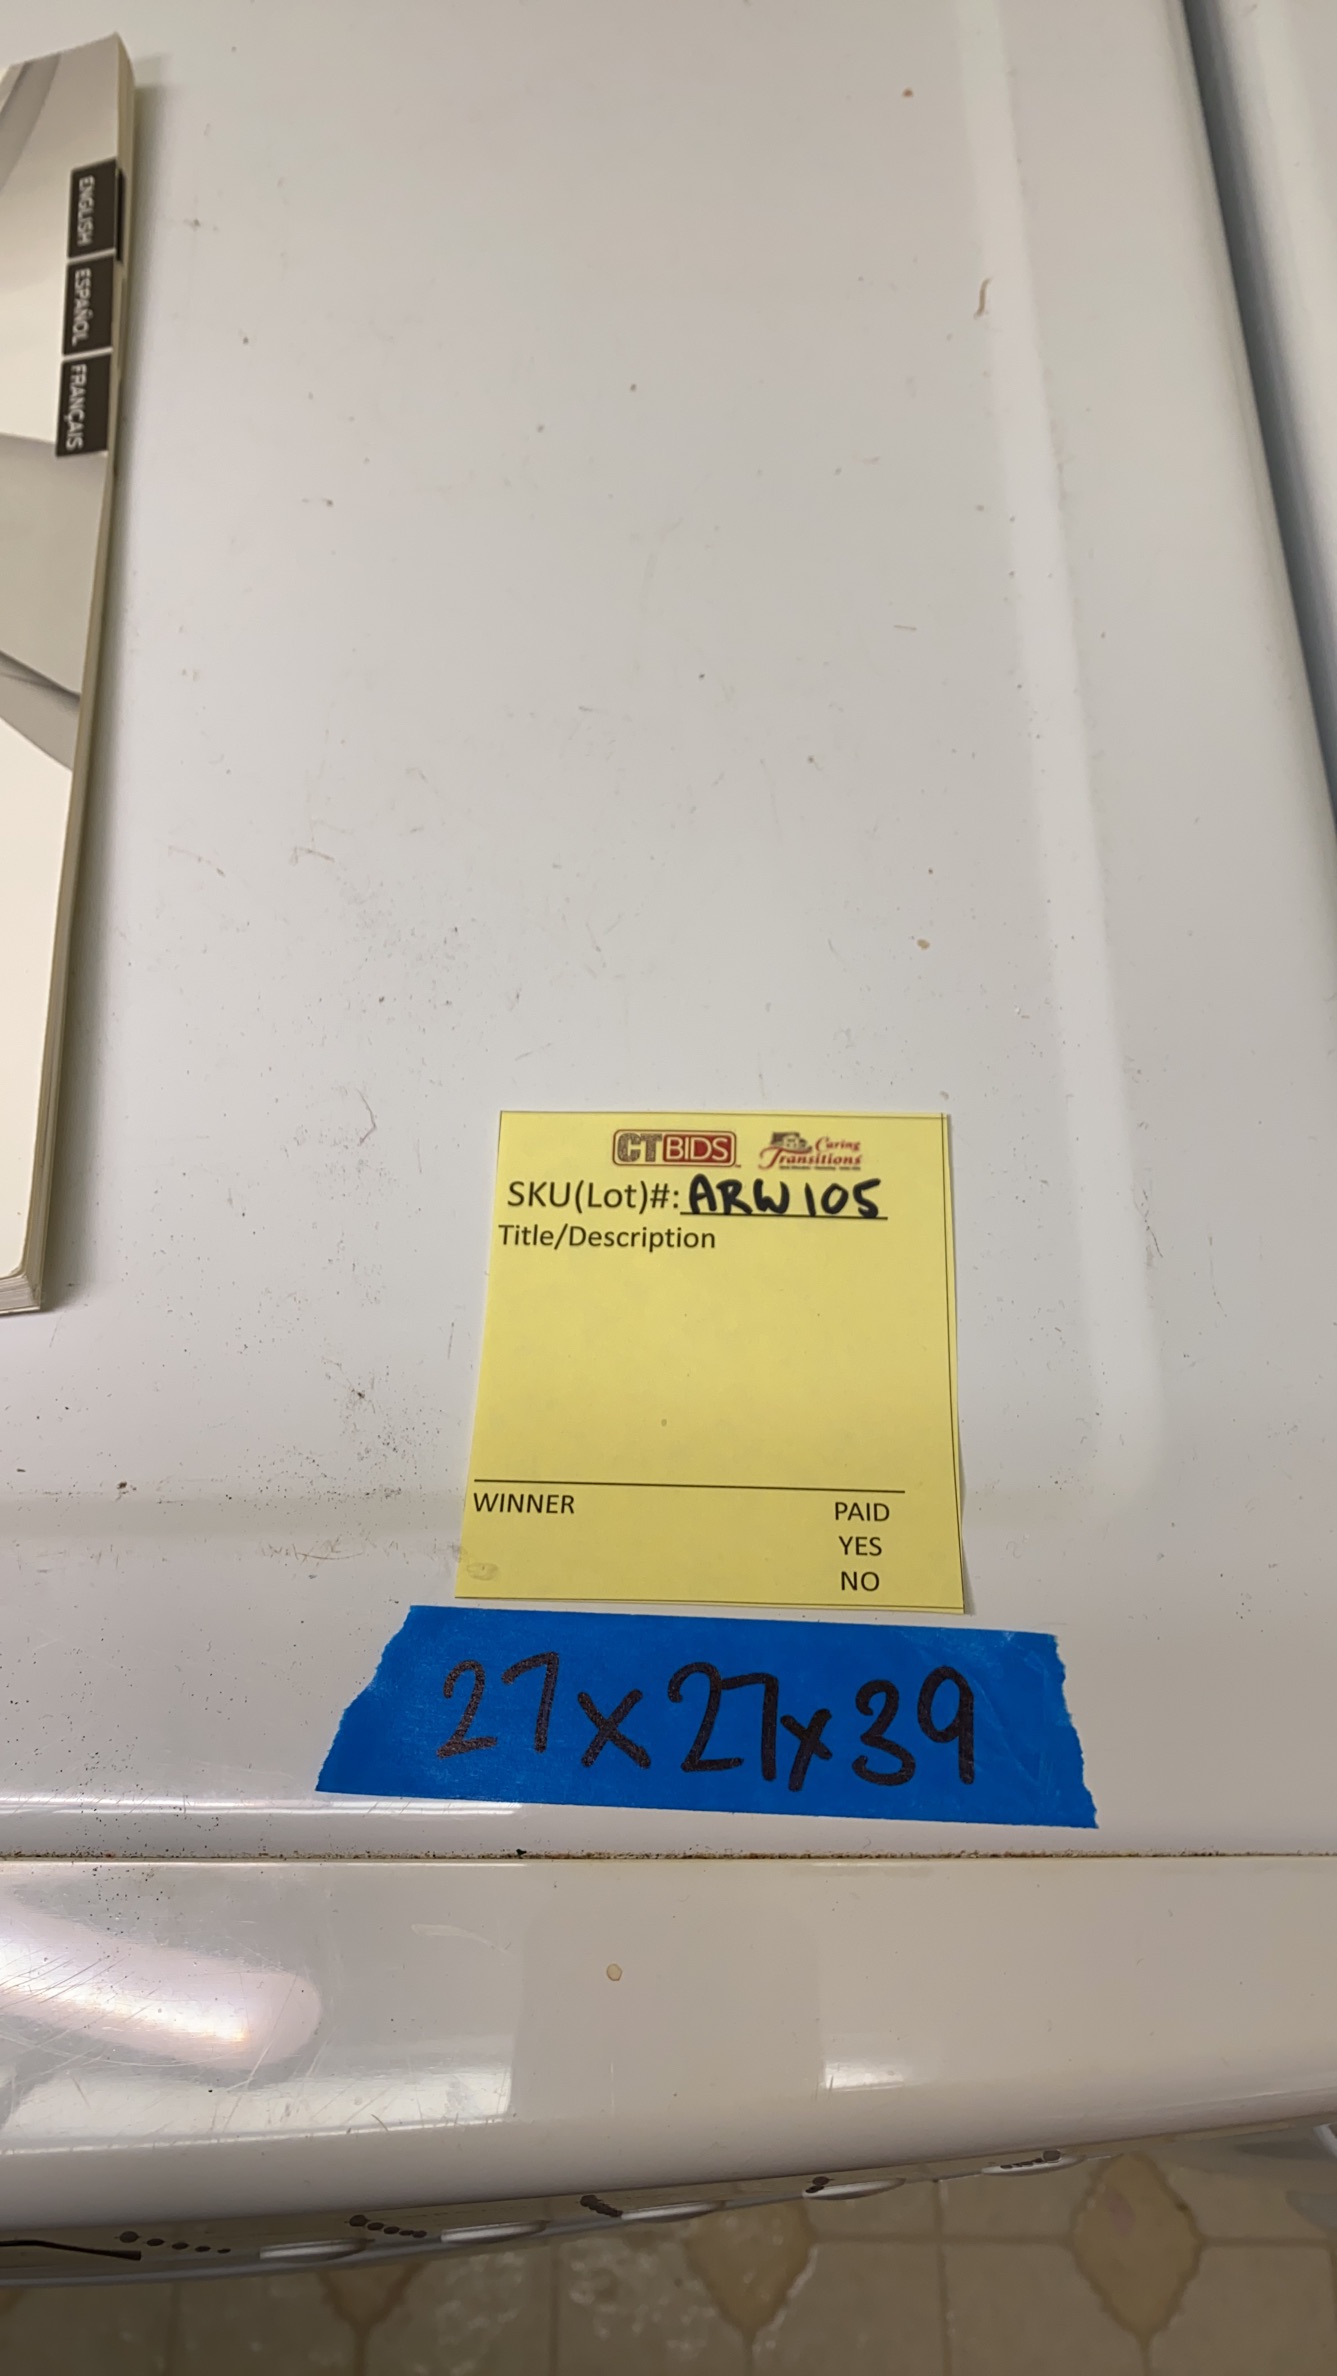 ENGLISH
ESPAÑOL
FRANÇAIS
CTBIDS Caring Transitions
SKU(Lot)#: ARW105
Title/Description
WINNER PAID
YES
NO
27x27x39